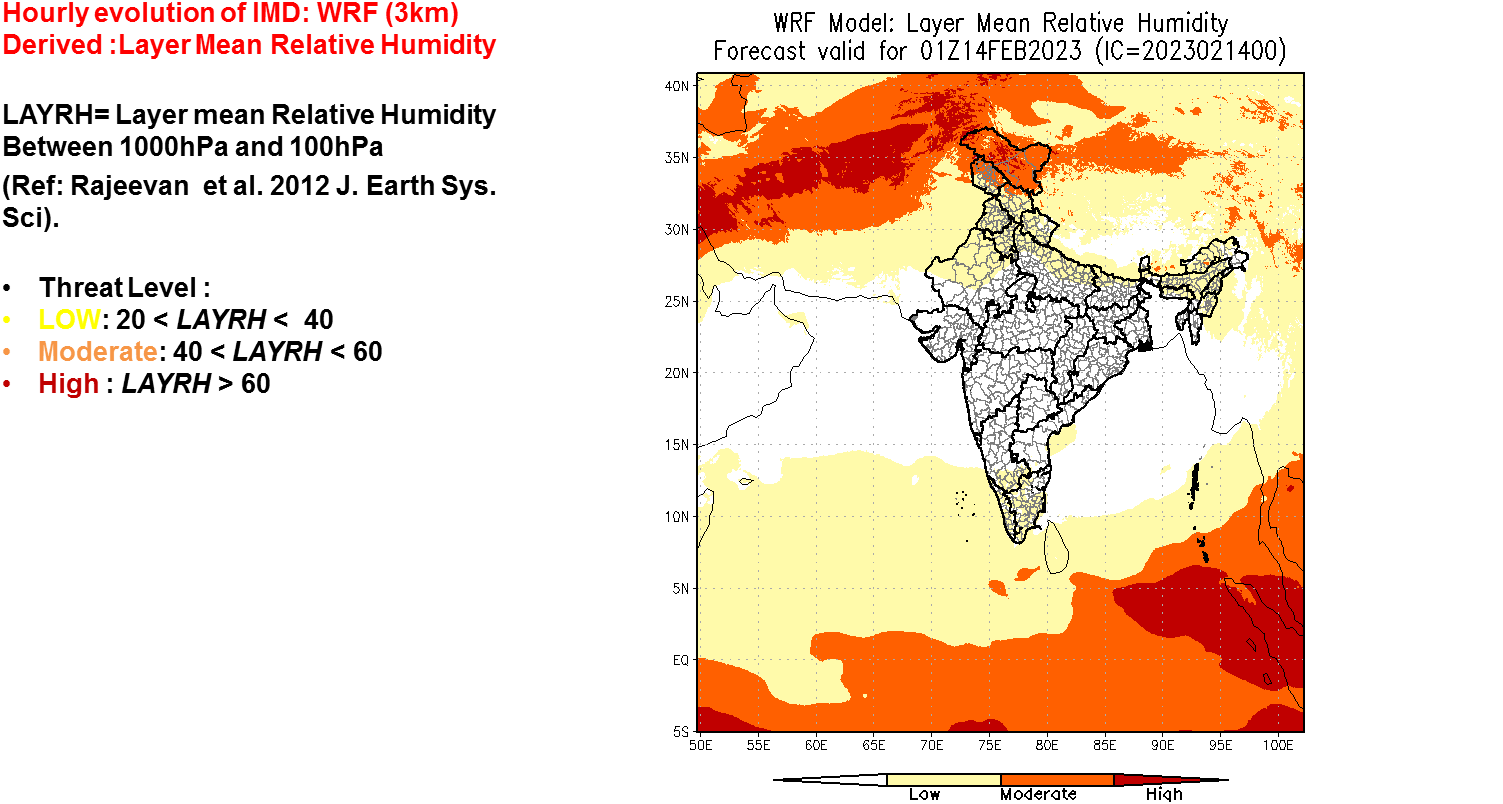 Hourly evolution of IMD: WRF (3km)
Derived :Layer Mean Relative Humidity
LAYRH= Layer mean Relative Humidity
Between 1000hPa and 100hPa
(Ref: Rajeevan et al. 2012 J. Earth Sys.
Sci).
• Threat Level :
• LOW: 20 < LAYRH < 40
• Moderate: 40 < LAYRH < 60
• High : LAYRH > 60
WRF Model: Layer Mean Relative Humidity
Forecast valid for 01Z14FEB2023 (IC=2023021400)
40N
35N
30N
25N
20N
15N
10N
5N
EQ
5S
50E 55E 60E 65E 70E 75E 80E 85E 90E 95E 100E
Low Moderate High